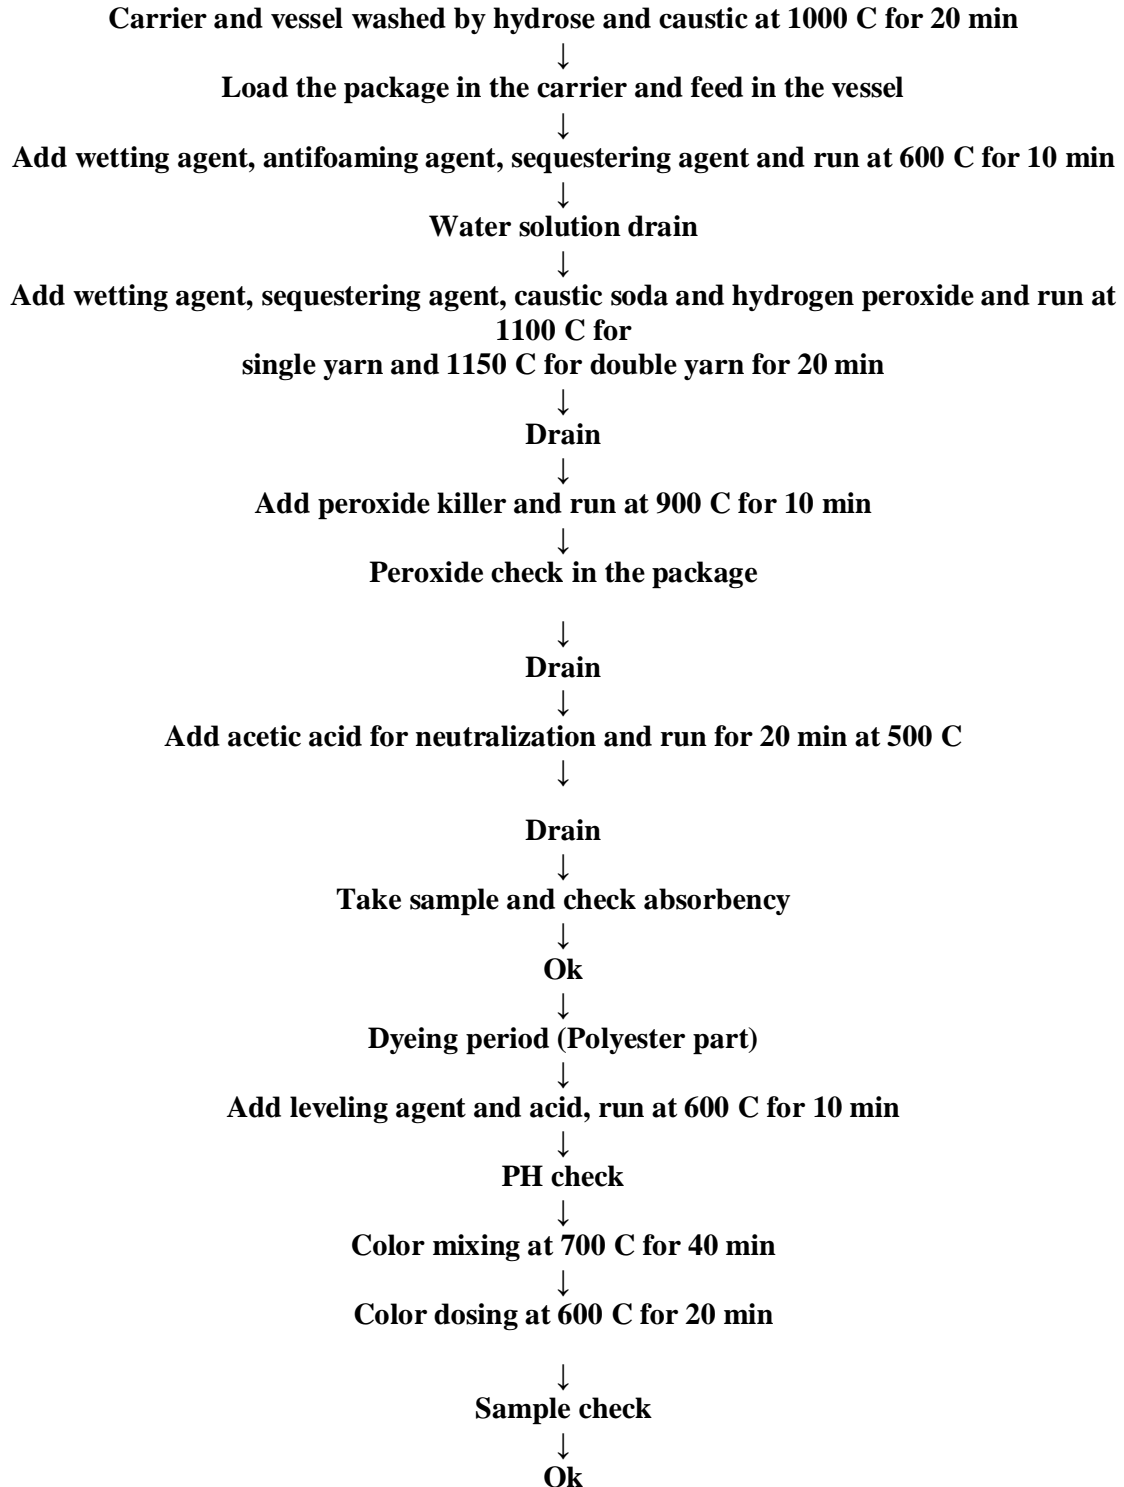 Carrier and vessel washed by hydrose and caustic at 1000 C for 20 min
↓
Load the package in the carrier and feed in the vessel
↓
Add wetting agent, antifoaming agent, sequestering agent and run at 600 C for 10 min
↓
Water solution drain
↓
Add wetting agent, sequestering agent, caustic soda and hydrogen peroxide and run at
1100 C for
single yarn and 1150 C for double yarn for 20 min
↓
Drain
↓
Add peroxide killer and run at 900 C for 10 min
↓
Peroxide check in the package
↓
Drain
↓
Add acetic acid for neutralization and run for 20 min at 500 C
↓
Drain
↓
Take sample and check absorbency
↓
Ok
↓
Dyeing period (Polyester part)
↓
Add leveling agent and acid, run at 600 C for 10 min
↓
PH check
↓
Color mixing at 700 C for 40 min
↓
Color dosing at 600 C for 20 min
↓
Sample check
↓
Ok